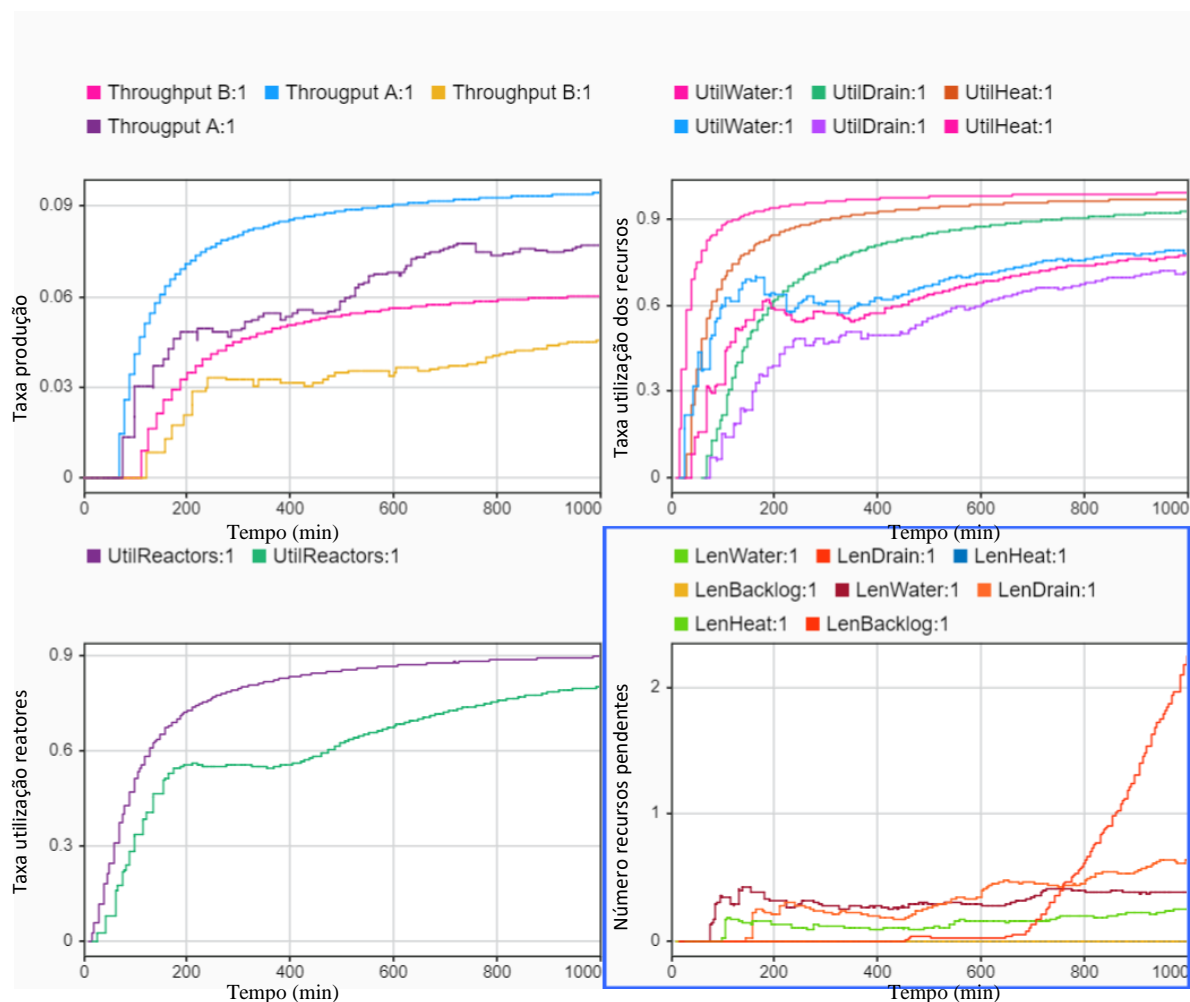 Throughput B:1 Througput A:1 Throughput B:1
Througput A:1
Taxa produção
0.09
0.06
0.03
0
0 200 400 600 800 1000
Tempo (min)
UtilWater:1 UtilDrain:1 UtilHeat:1
UtilWater:1 UtilDrain:1 UtilHeat:1
Taxa utilização dos recursos
0.9
0.6
0.3
0
0 200 400 600 800 1000
Tempo (min)
UtilReactors:1 UtilReactors:1
Taxa utilização reatores
0.9
0.6
0.3
0
0 200 400 600 800 1000
Tempo (min)
LenWater:1 LenDrain:1 LenHeat:1
LenBacklog:1 LenWater:1 LenDrain:1
LenHeat:1 LenBacklog:1
Número recursos pendentes
2
1
0
0 200 400 600 800 1000
Tempo (min)